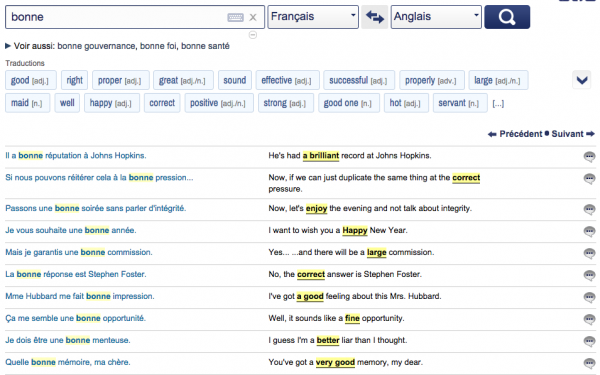 bonne Français Anglais
Voir aussi: bonne gouvernance, bonne foi, bonne santé
Traductions
good [adj.] right proper [adj.] great [adj./n.] sound effective [adj.] successful [adj.] properly [adv.] large [adj./n.]
maid [n.] well happy [adj.] correct positive [adj./n.] strong [adj.] good one [n.] hot [adj.] servant [n.] [...]
Précédent Suivant
Il a bonne réputation à Johns Hopkins. He's had a brilliant record at Johns Hopkins.
Si nous pouvons réitérer cela à la bonne pression... Now, if we can just duplicate the same thing at the correct
pressure.
Passons une bonne soirée sans parler d'intégrité. Now, let's enjoy the evening and not talk about integrity.
Je vous souhaite une bonne année. I want to wish you a Happy New Year.
Mais je garantis une bonne commission. Yes... ...and there will be a large commission.
La bonne réponse est Stephen Foster. No, the correct answer is Stephen Foster.
Mme Hubbard me fait bonne impression. I've got a good feeling about this Mrs. Hubbard.
Ça me semble une bonne opportunité. Well, it sounds like a fine opportunity.
Je dois être une bonne menteuse. I guess I'm a better liar than I thought.
Quelle bonne mémoire, ma chère. You've got a very good memory, my dear.